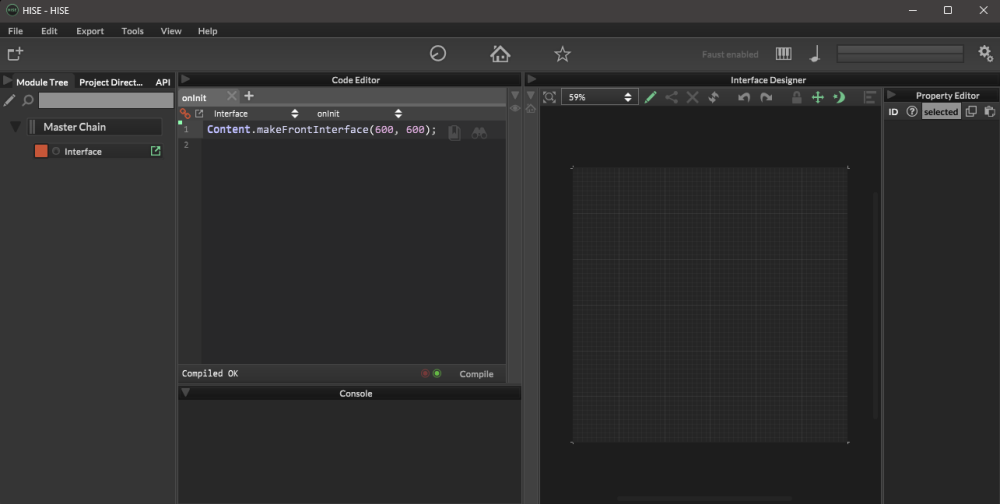 HISE
HISE - HISE
File Edit Export Tools View Help
Faust enabled
Module Tree Project Direct... API
Code Editor
Interface Designer
onInit
59%
Property Editor
Interface onInit
ID ? selected
Master Chain
1 Content.makeFrontInterface(600, 600);
2
Interface
Compiled OK
Compile
Console